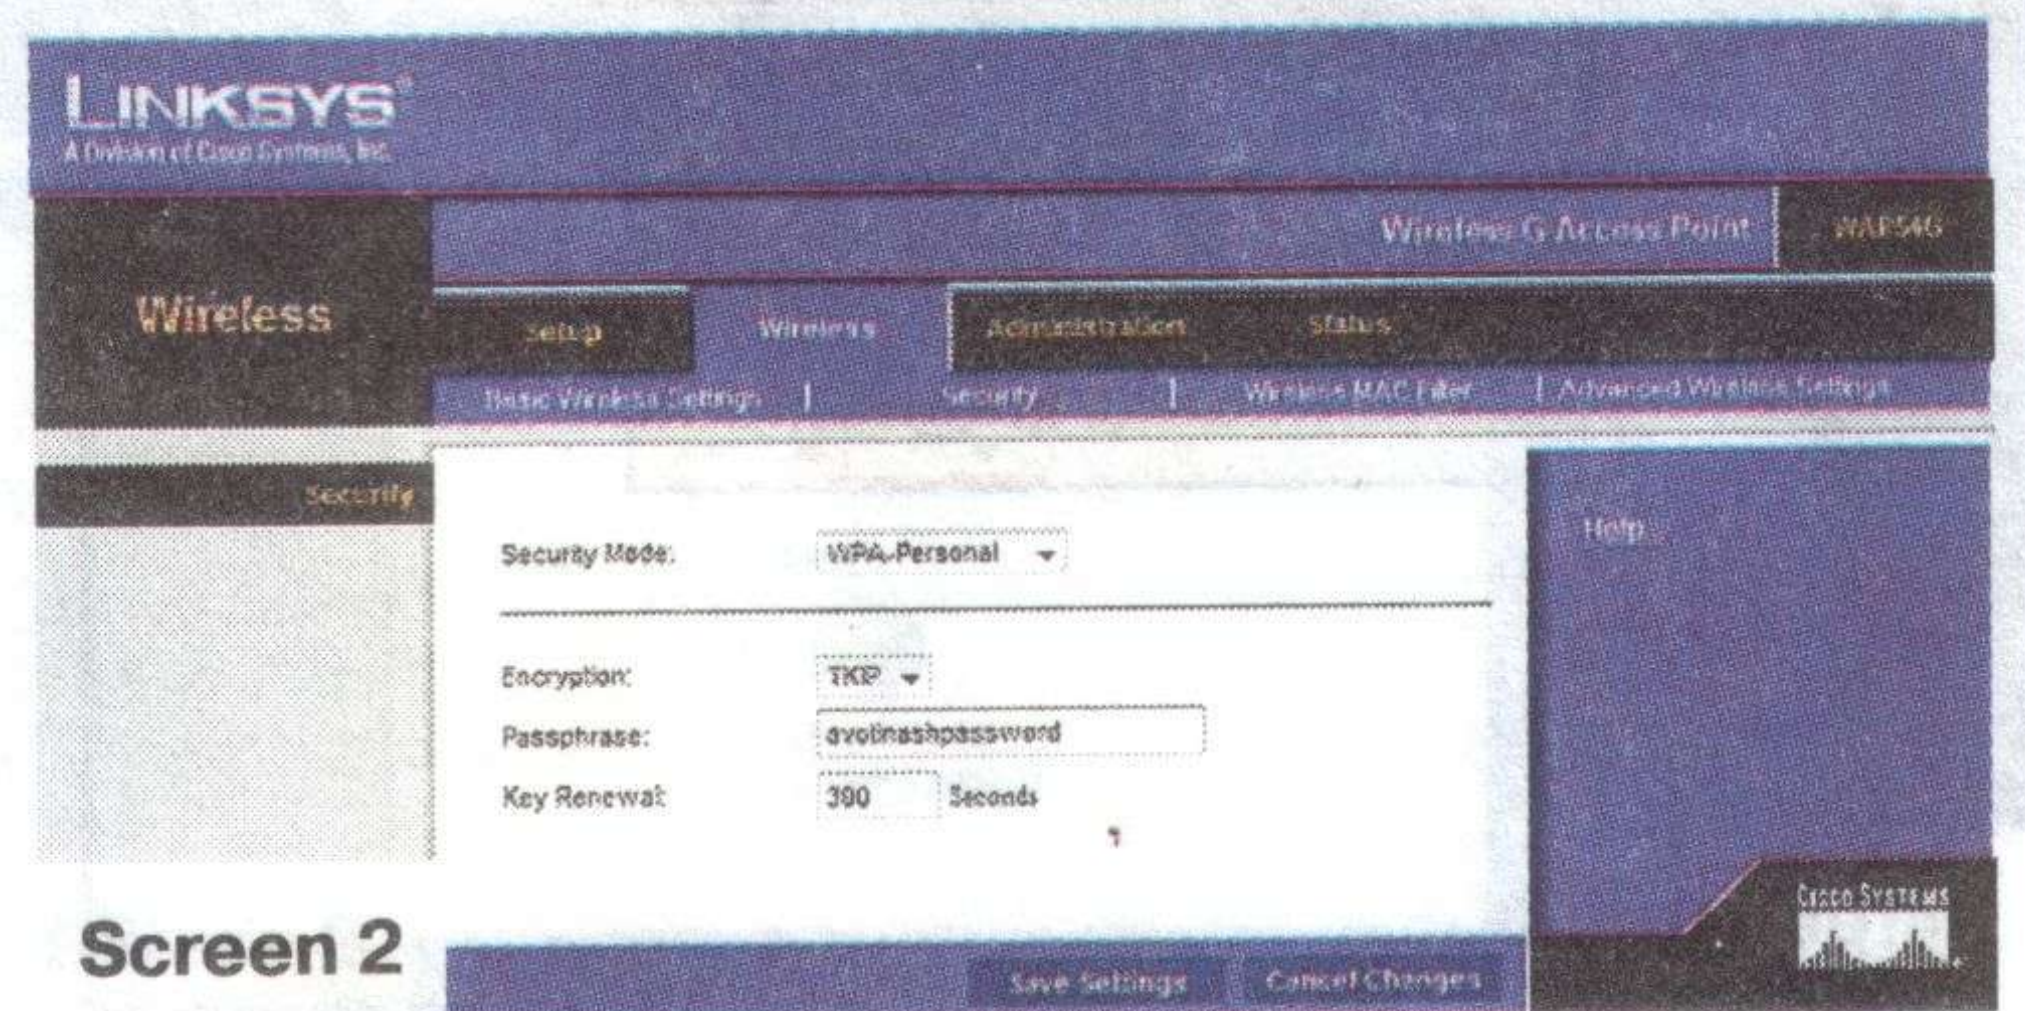 LINKSYS®
A Division of Cisco Systems, Inc.
Wireless-G Access Point WAP54G
Wireless
Setup Wireless Administration Status
Basic Wireless Settings | Security | Wireless MAC Filter | Advanced Wireless Settings
Security
Help...
Security Mode: WPA-Personal
Encryption: TKIP
Passphrase:
Key Renewal: 300 Seconds
CISCO SYSTEMS
Screen 2
Save Settings Cancel Changes